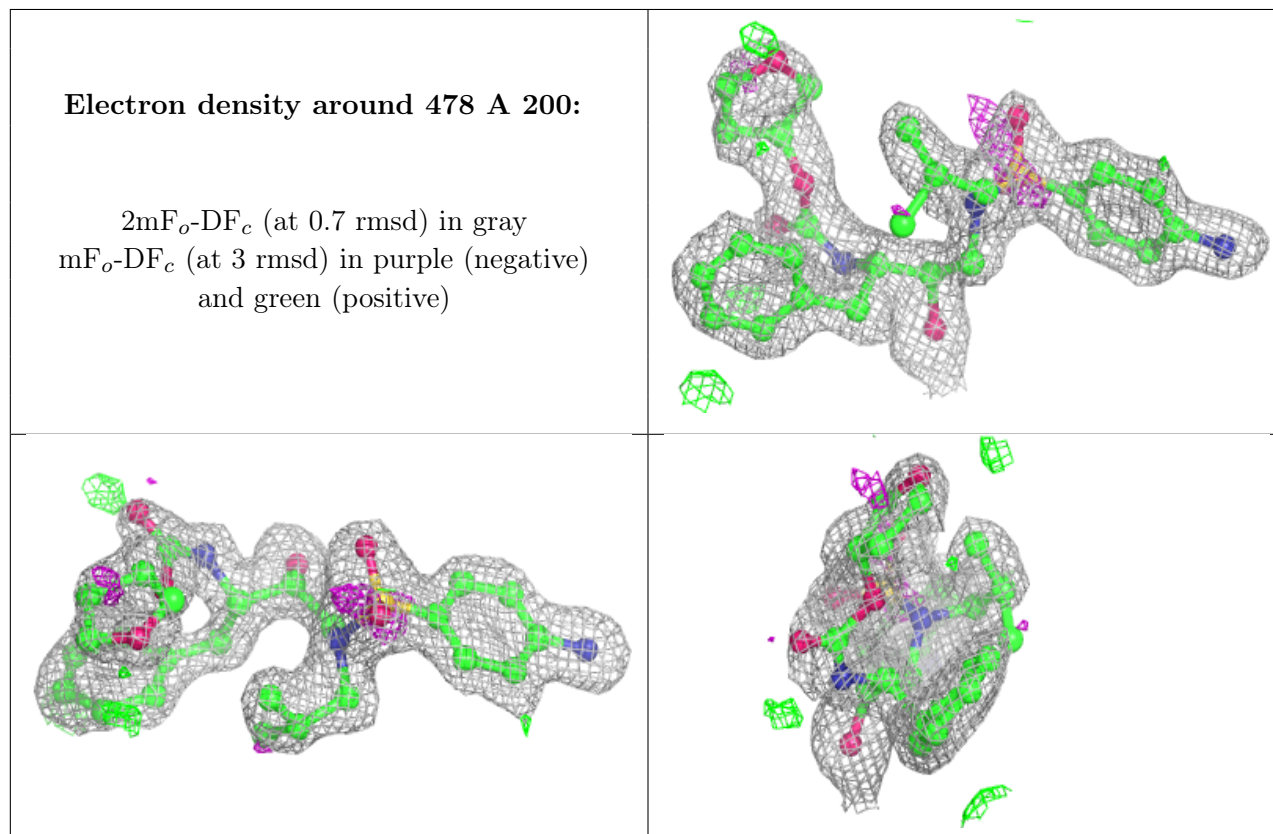 Electron density around 478 A 200:
2mFo-DFc (at 0.7 rmsd) in gray
mFo-DFc (at 3 rmsd) in purple (negative)
and green (positive)